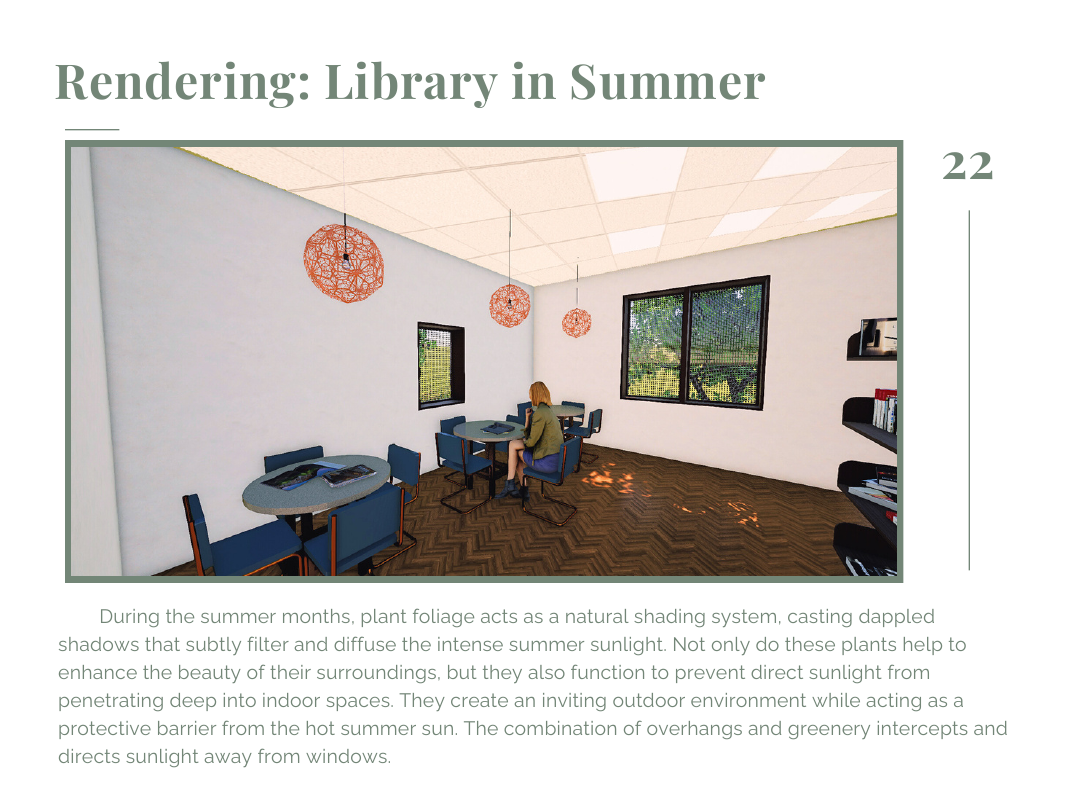 Rendering: Library in Summer
22
During the summer months, plant foliage acts as a natural shading system, casting dappled
shadows that subtly filter and diffuse the intense summer sunlight. Not only do these plants help to
enhance the beauty of their surroundings, but they also function to prevent direct sunlight from
penetrating deep into indoor spaces. They create an inviting outdoor environment while acting as a
protective barrier from the hot summer sun. The combination of overhangs and greenery intercepts and
directs sunlight away from windows.